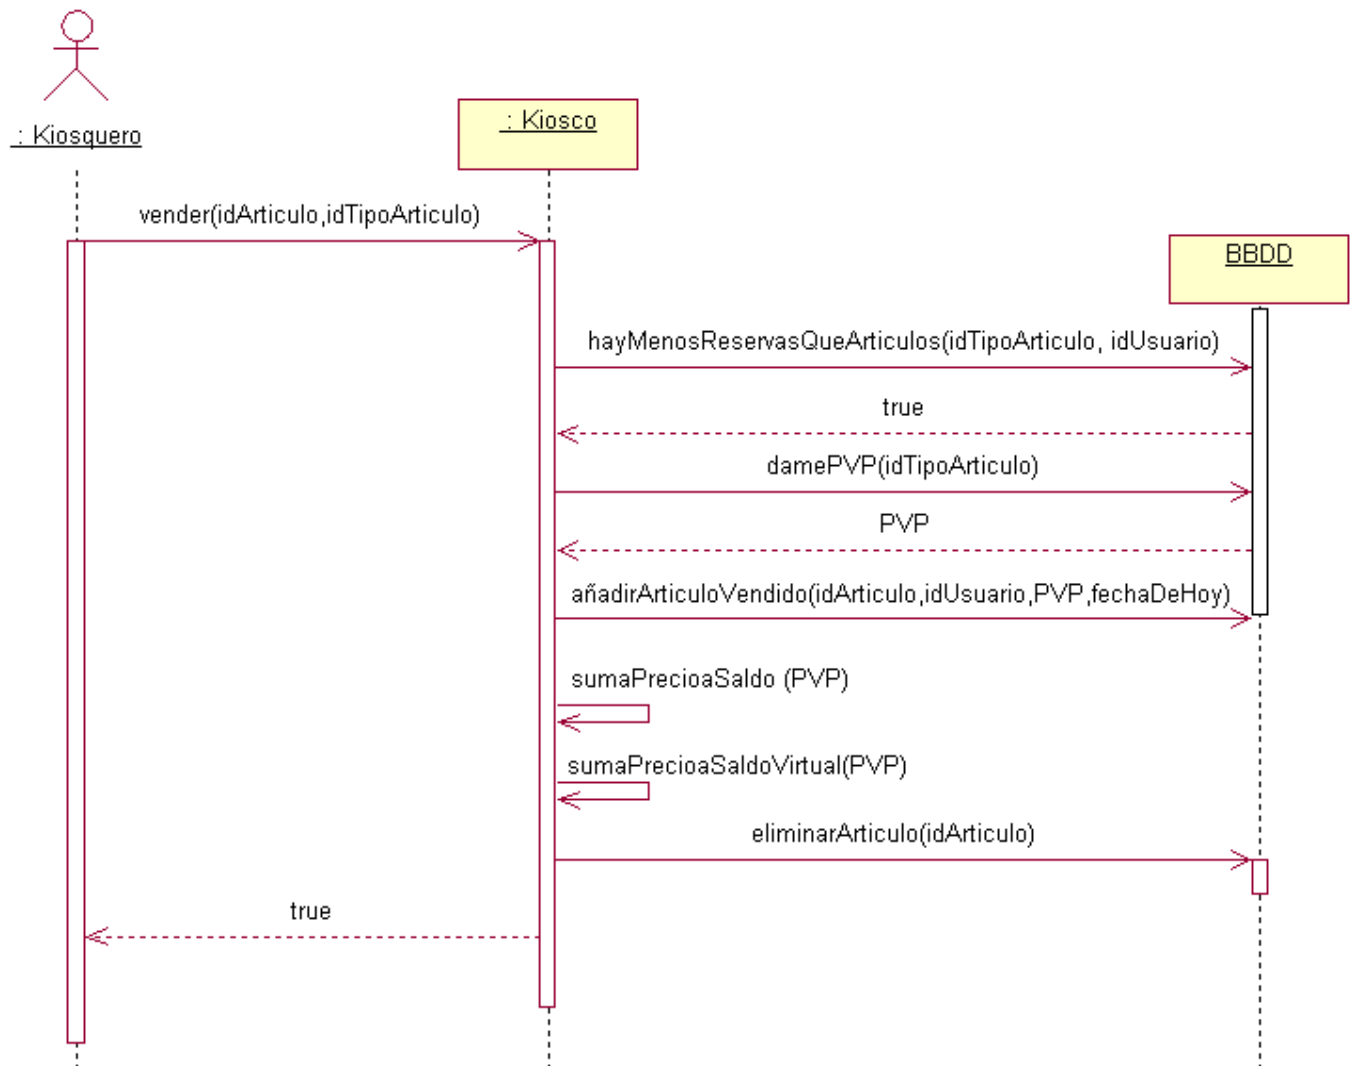 : Kiosquero
: Kiosco
vender(idArticulo,idTipoArticulo)
BBDD
hayMenosReservasQueArticulos(idTipoArticulo, idUsuario)
true
damePVP(idTipoArticulo)
PVP
añadirArticuloVendido(idArticulo,idUsuario,PVP,fechaDeHoy)
sumaPrecioaSaldo (PVP)
sumaPrecioaSaldoVirtual(PVP)
eliminarArticulo(idArticulo)
true